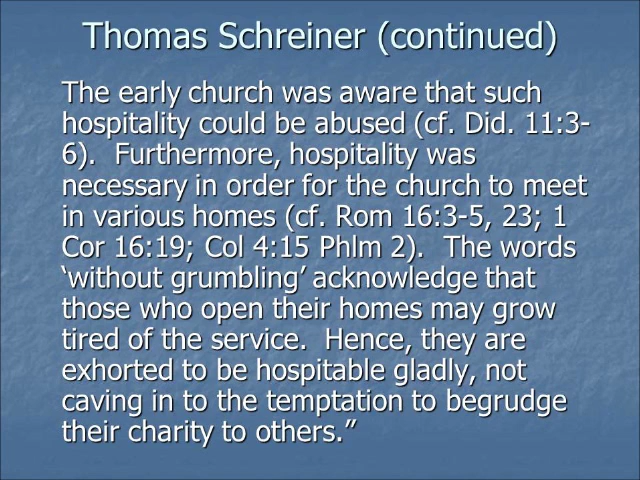 Thomas Schreiner (continued)
The early church was aware that such
hospitality could be abused (cf. Did. 11:3-
6).  Furthermore, hospitality was
necessary in order for the church to meet
in various homes (cf. Rom 16:3-5, 23; 1
Cor 16:19; Col 4:15 Phlm 2).  The words
‘without grumbling’ acknowledge that
those who open their homes may grow
tired of the service.  Hence, they are
exhorted to be hospitable gladly, not
caving in to the temptation to begrudge
their charity to others.”